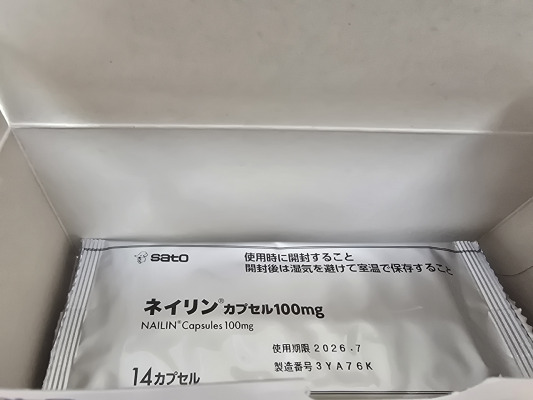 sato
使用時に開封すること
開封後は湿気を避けて室温で保存すること
ネイリン®カプセル100mg
NAILIN®Capsules 100mg
使用期限 2026.7
製造番号 3YA76K
14カプセル